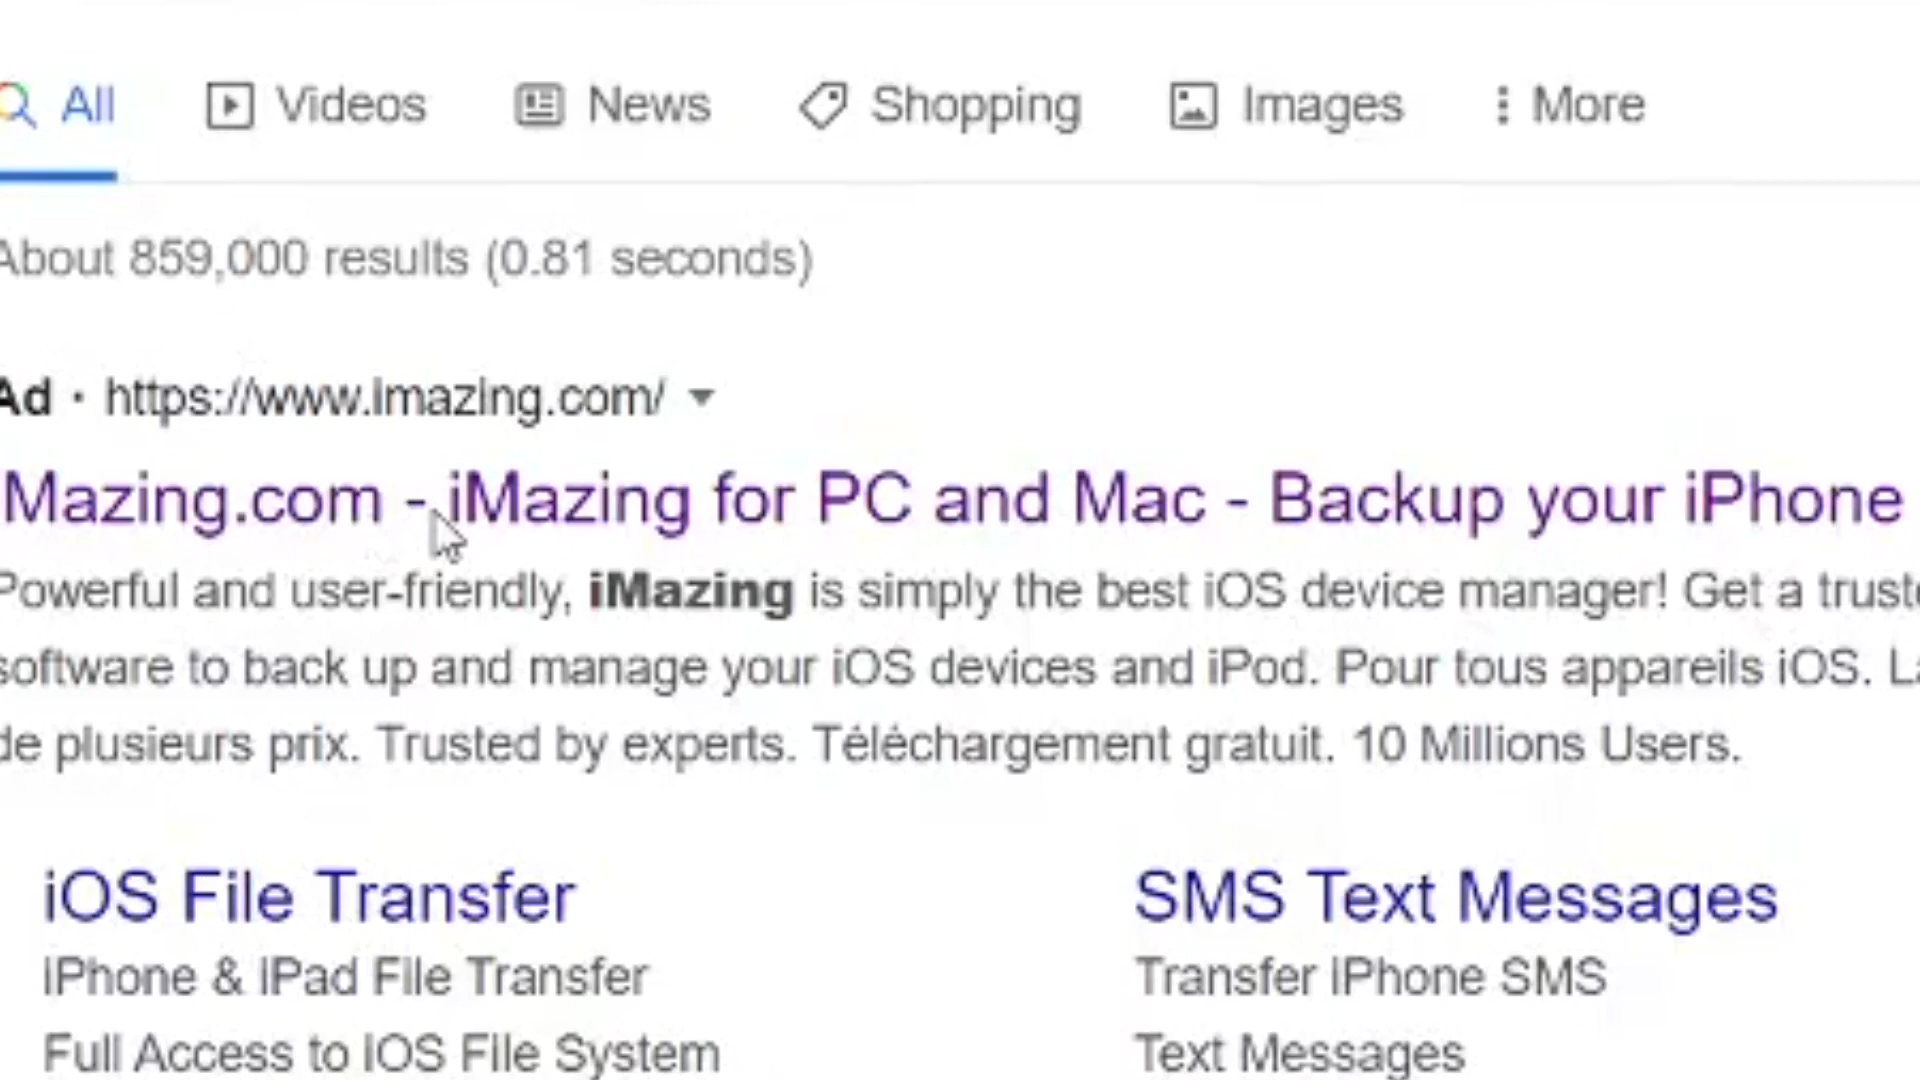 All Videos News Shopping Images More
About 859,000 results (0.81 seconds)
Ad · https://www.imazing.com/
iMazing.com - iMazing for PC and Mac - Backup your iPhone
Powerful and user-friendly, iMazing is simply the best iOS device manager! Get a
software to back up and manage your iOS devices and iPod. Pour tous appareils iOS.
de plusieurs prix. Trusted by experts. Téléchargement gratuit. 10 Millions Users.
iOS File Transfer
iPhone & iPad File Transfer
Full Access to iOS File System
SMS Text Messages
Transfer iPhone SMS
Text Messages